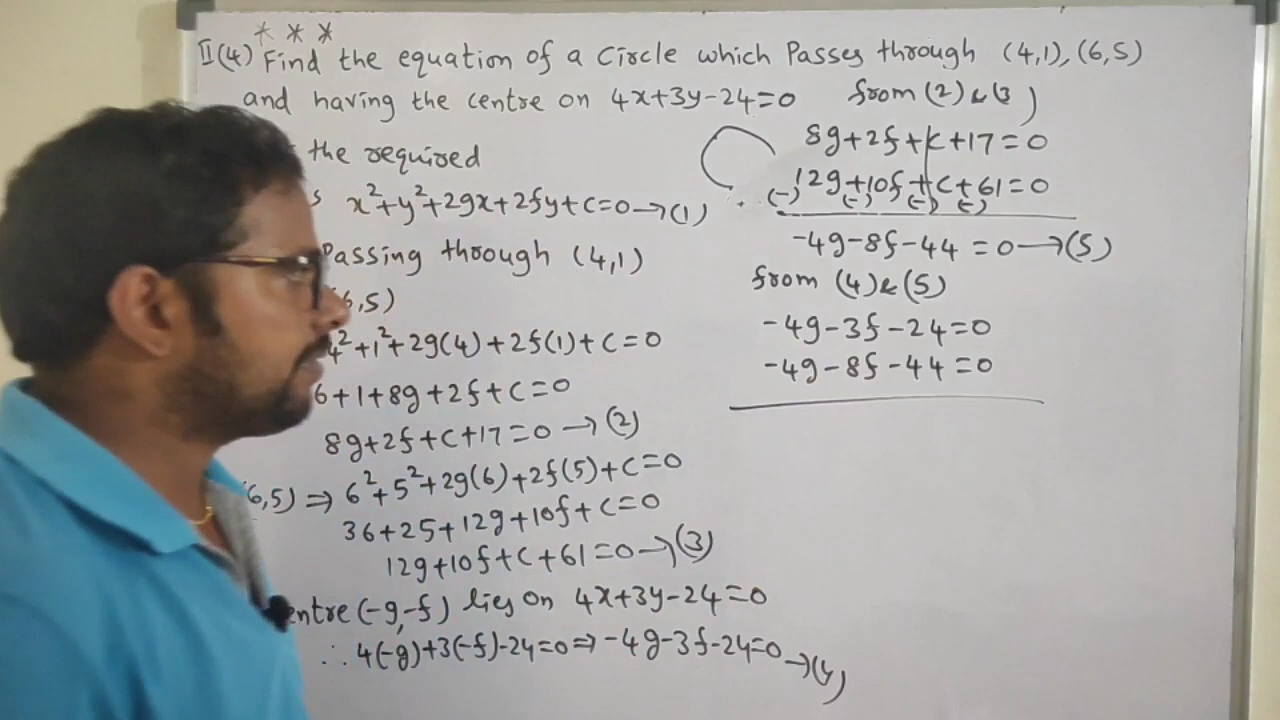 * * *
II(4) Find the equation of a Circle which Passes through (4,1), (6,5)
and having the centre on 4x+3y-24=0
the required
x²+y²+2gx+2fy+c=0→(1)
Passing through (4,1)
6,5)
4²+1²+2g(4)+2f(1)+c=0
6+1+8g+2f+c=0
8g+2f+c+17=0→(2)
(6,5)⇒6²+5²+2g(6)+2f(5)+c=0
36+25+12g+10f+c=0
12g+10f+c+61=0→(3)
entre(-g,-f) lies on 4x+3y-24=0
∴ 4(-g)+3(-f)-24=0⇒-4g-3f-24=0→(4)
from (2)&(3)
8g+2f+c+17=0
12g+10f+c+61=0
(-) (-) (-) (-)
-4g-8f-44=0→(5)
from (4)&(5)
-4g-3f-24=0
-4g-8f-44=0